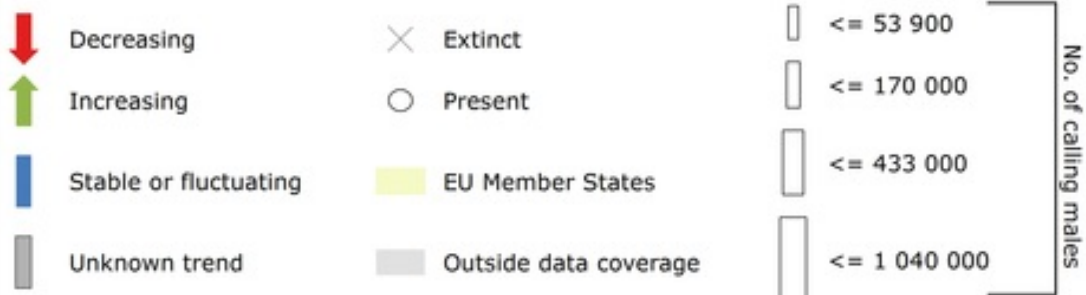 Decreasing
Increasing
Stable or fluctuating
Unknown trend
Extinct
Present
EU Member States
Outside data coverage
<= 53 900
<= 170 000
<= 433 000
<= 1 040 000
No. of calling males